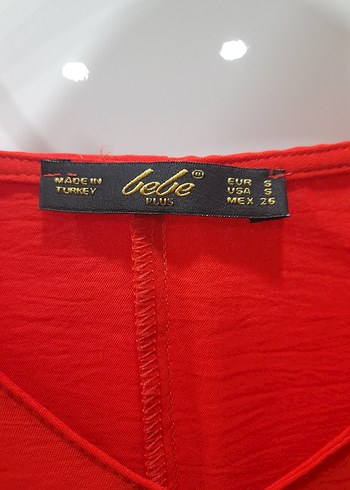 MADE IN
TURKEY
bebe
PLUS
EUR S
USA S
MEX 26